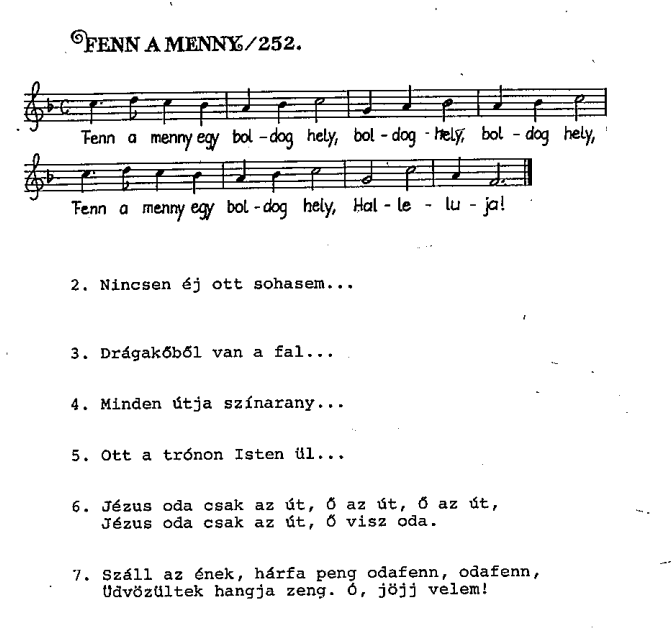 FENN A MENNY/252.
Fenn a menny egy bol-dog hely, bol-dog-hely, bol-dog hely,
Fenn a menny egy bol-dog hely, Hal-le-lu-ja!
2. Nincsen éj ott sohasem...
3. Drágakőből van a fal...
4. Minden útja színarany...
5. Ott a trónon Isten ül...
6. Jézus oda csak az út, Ő az út, Ő az út,
Jézus oda csak az út, Ő visz oda.
7. Száll az ének, hárfa peng odafenn, odafenn,
Üdvözültek hangja zeng. Ó, jöjj velem!